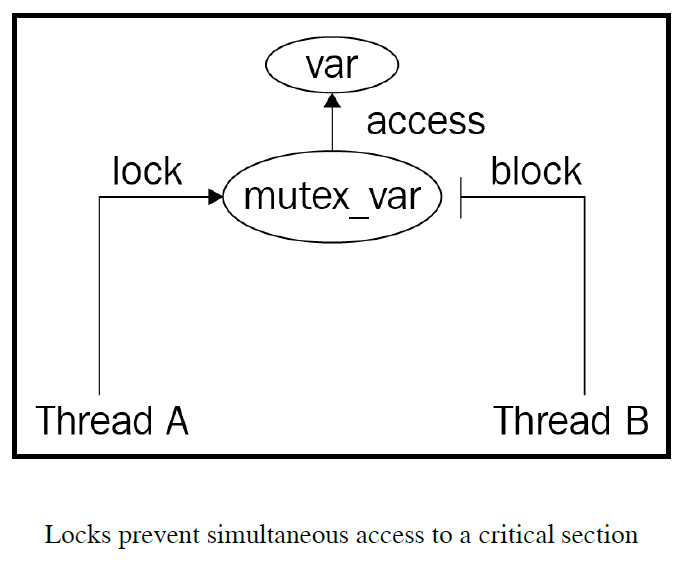 var
access
lock
mutex_var
block
Thread A
Thread B
Locks prevent simultaneous access to a critical section